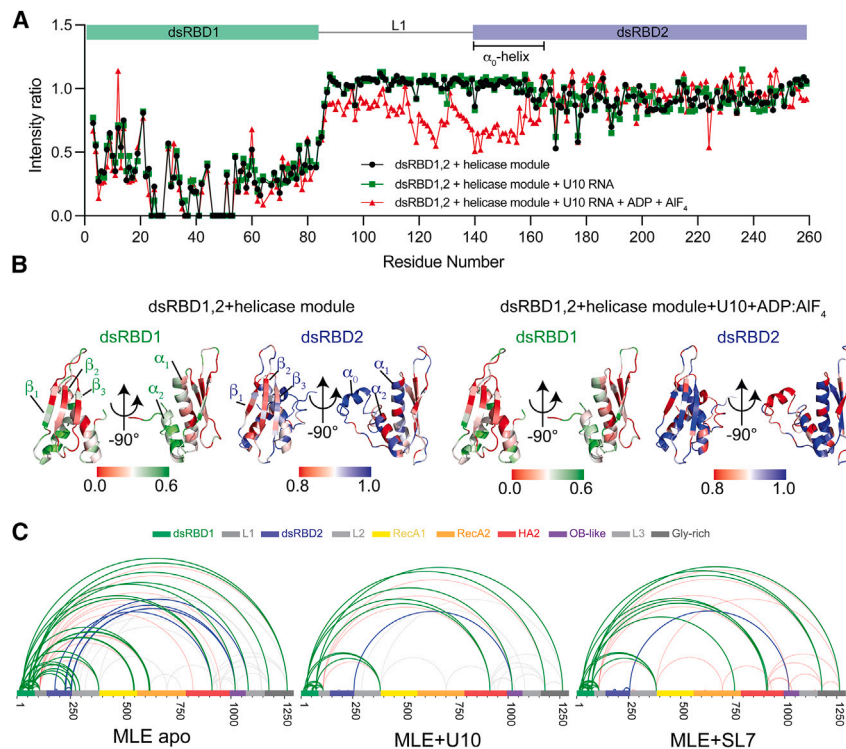 A
dsRBD1
L1
dsRBD2
α0-helix
1.5
1.0
0.5
0.0
Intensity ratio
dsRBD1,2 + helicase module
dsRBD1,2 + helicase module + U10 RNA
dsRBD1,2 + helicase module + U10 RNA + ADP + AlF4
0 20 40 60 80 100 120 140 160 180 200 220 240 260
Residue Number
B
dsRBD1,2+helicase module
dsRBD1,2+helicase module+U10+ADP:AlF4
dsRBD1
dsRBD2
dsRBD1
dsRBD2
β1 β2 β3 α1 α2
β1 β2 β3 α0 α1 α2
-90° -90° -90° -90°
0.0 0.6
0.8 1.0
0.0 0.6
0.8 1.0
C
dsRBD1 L1 dsRBD2 L2 RecA1 RecA2 HA2 OB-like L3 Gly-rich
1 100 250 500 750 1000 1250
1 100 250 500 750 1000 1250
1 100 250 500 750 1000 1250
MLE apo
MLE+U10
MLE+SL7